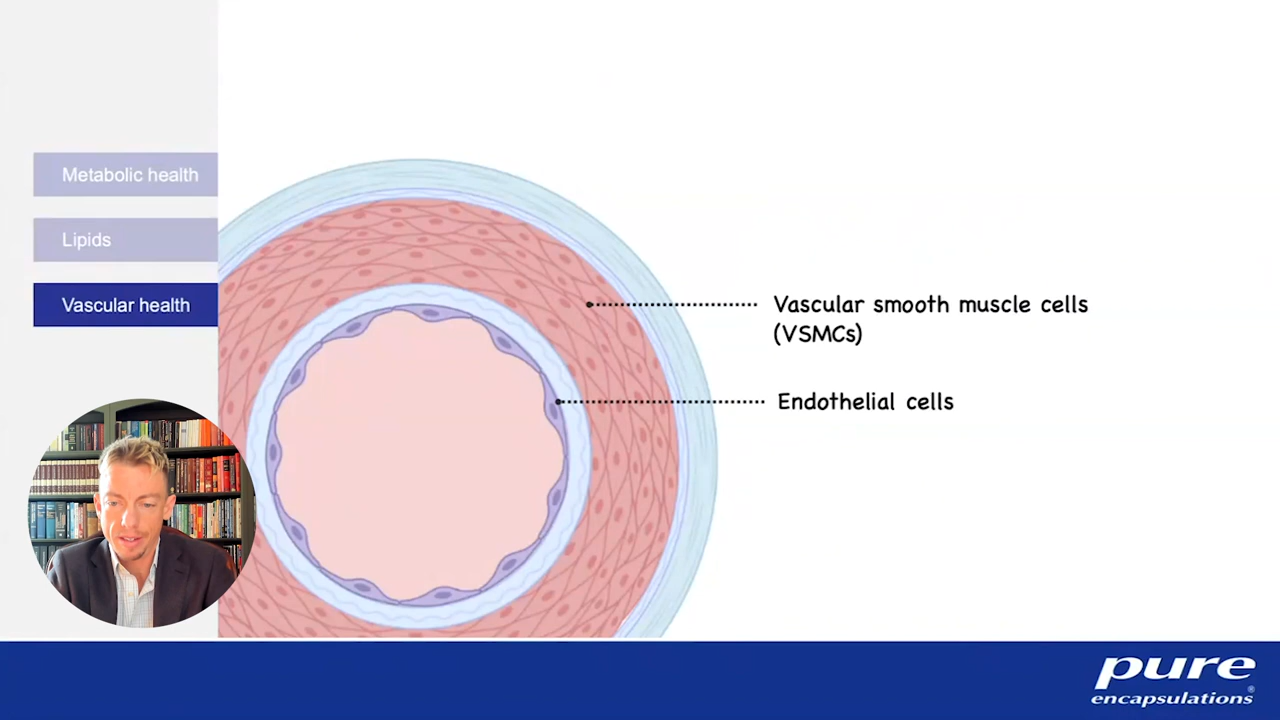 Metabolic health
Lipids
Vascular health
Vascular smooth muscle cells
(VSMCs)
Endothelial cells
pure
encapsulations®